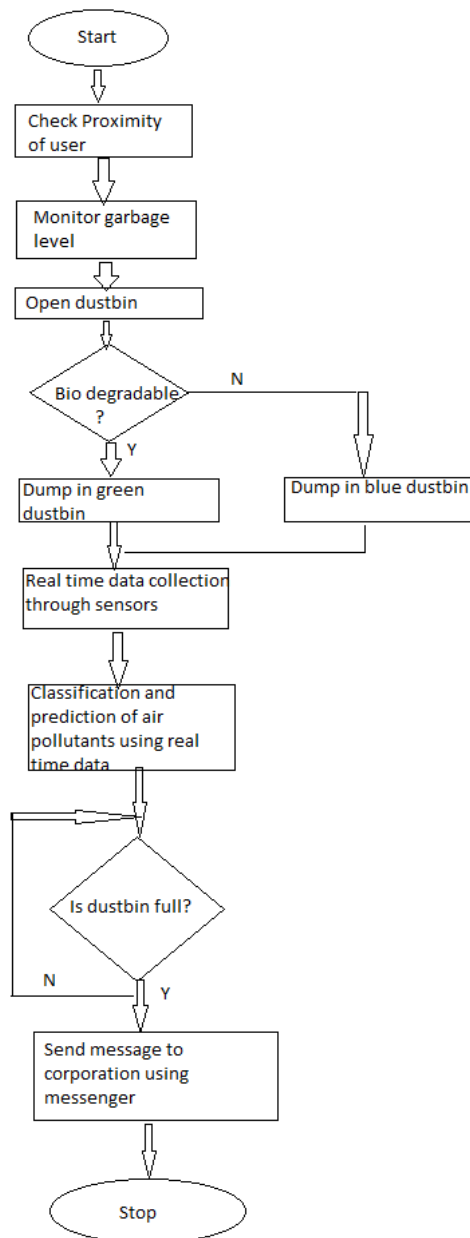 Start
Check Proximity
of user
Monitor garbage
level
Open dustbin
Bio degradable
?
N
Y
Dump in green
dustbin
Dump in blue dustbin
Real time data collection
through sensors
Classification and
prediction of air
pollutants using real
time data
Is dustbin full?
N
Y
Send message to
corporation using
messenger
Stop